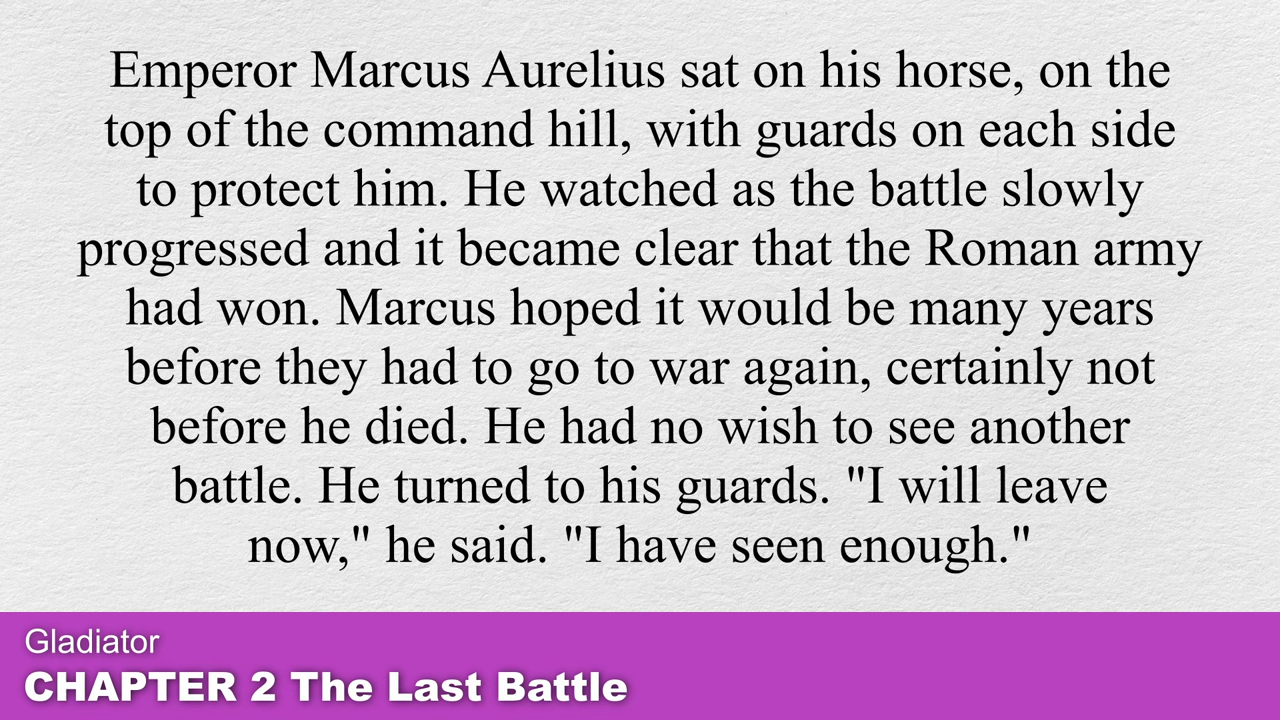 Emperor Marcus Aurelius sat on his horse, on the
top of the command hill, with guards on each side
to protect him. He watched as the battle slowly
progressed and it became clear that the Roman army
had won. Marcus hoped it would be many years
before they had to go to war again, certainly not
before he died. He had no wish to see another
battle. He turned to his guards. "I will leave
now," he said. "I have seen enough."
Gladiator
CHAPTER 2 The Last Battle